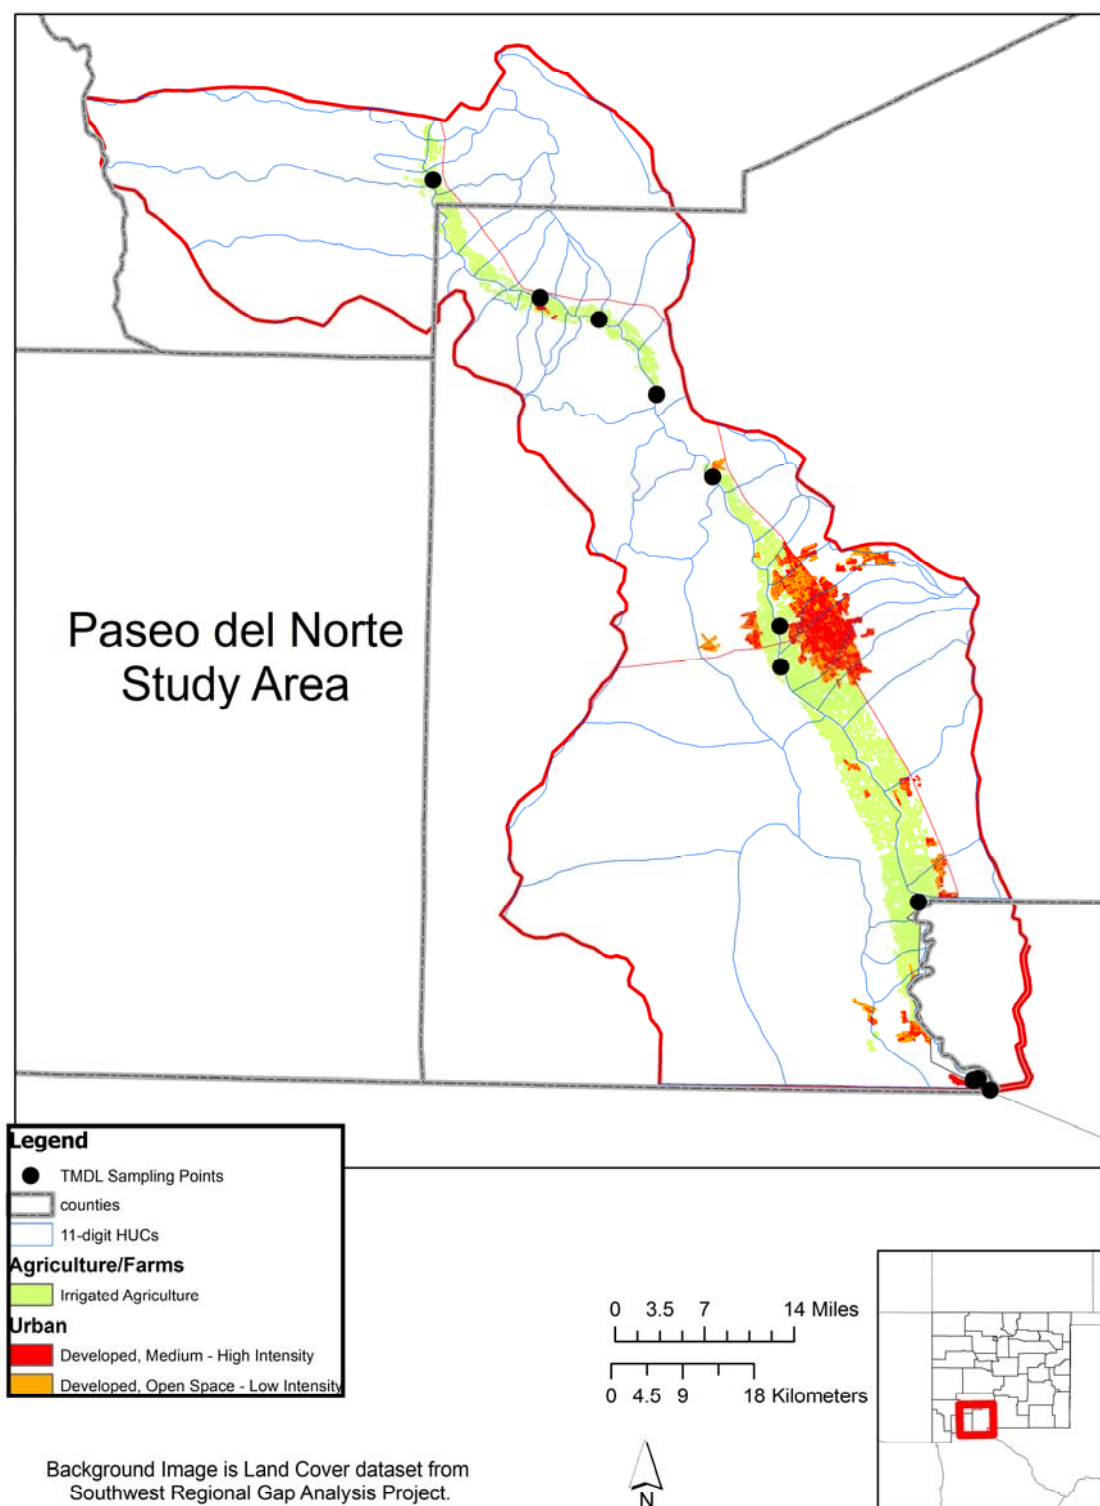 Paseo del Norte
Study Area
Legend
TMDL Sampling Points
counties
11-digit HUCs
Agriculture/Farms
Irrigated Agriculture
Urban
Developed, Medium - High Intensity
Developed, Open Space - Low Intensity
0 3.5 7 14 Miles
0 4.5 9 18 Kilometers
N
Background Image is Land Cover dataset from
Southwest Regional Gap Analysis Project.